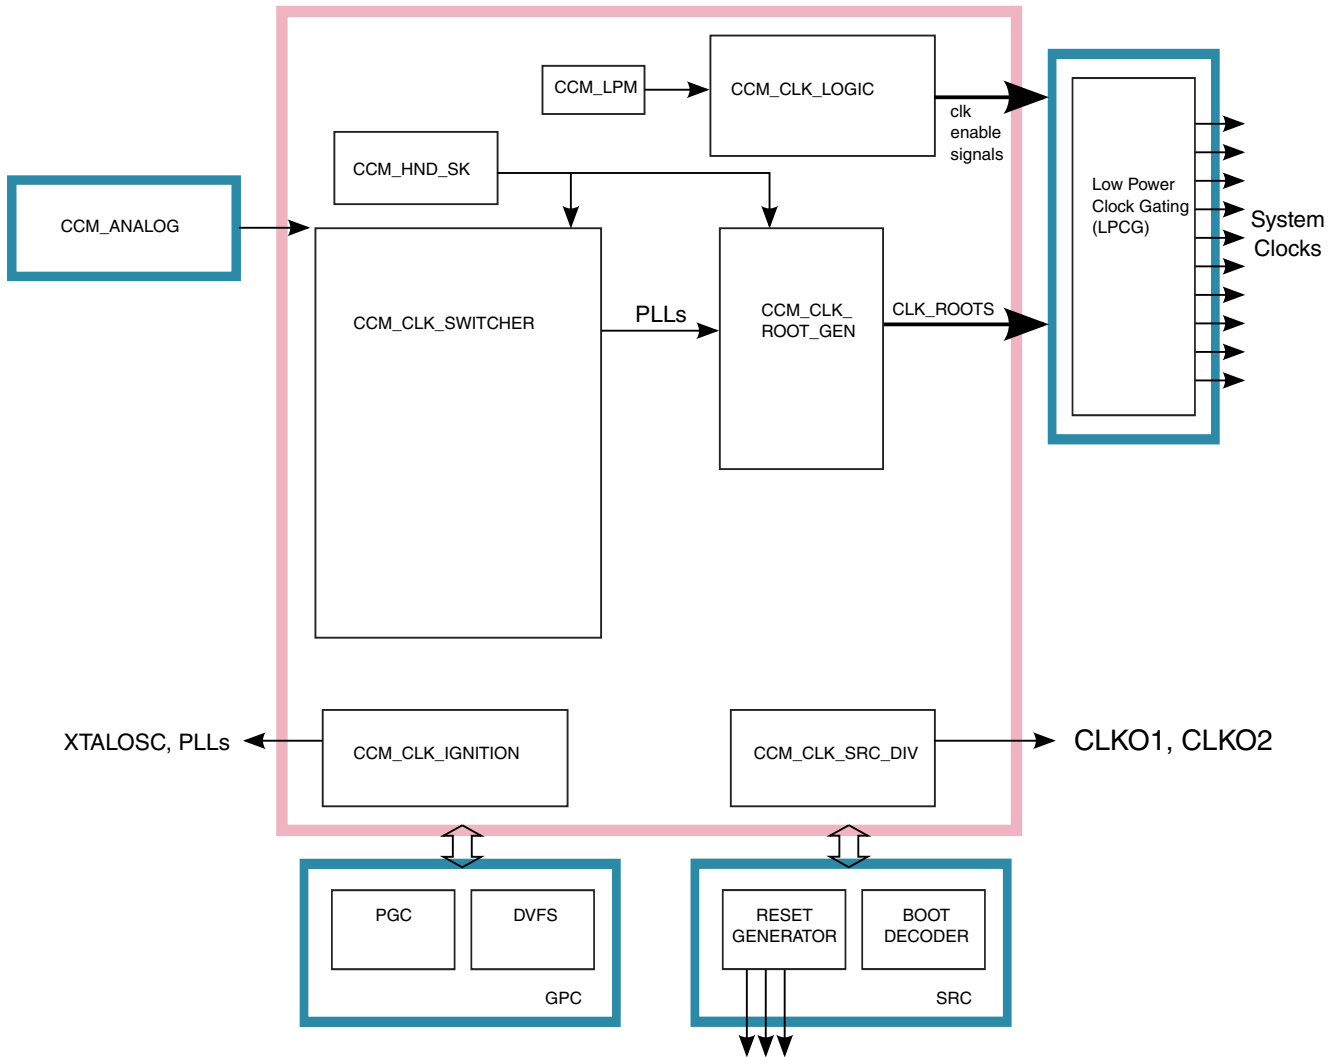 CCM_LPM
CCM_CLK_LOGIC
clk
enable
signals
CCM_HND_SK
CCM_ANALOG
Low Power
Clock Gating
(LPCG)
System
Clocks
CCM_CLK_SWITCHER
PLLs
CCM_CLK_
ROOT_GEN
CLK_ROOTS
XTALOSC, PLLs
CCM_CLK_IGNITION
CCM_CLK_SRC_DIV
CLKO1, CLKO2
PGC
DVFS
GPC
RESET
GENERATOR
BOOT
DECODER
SRC